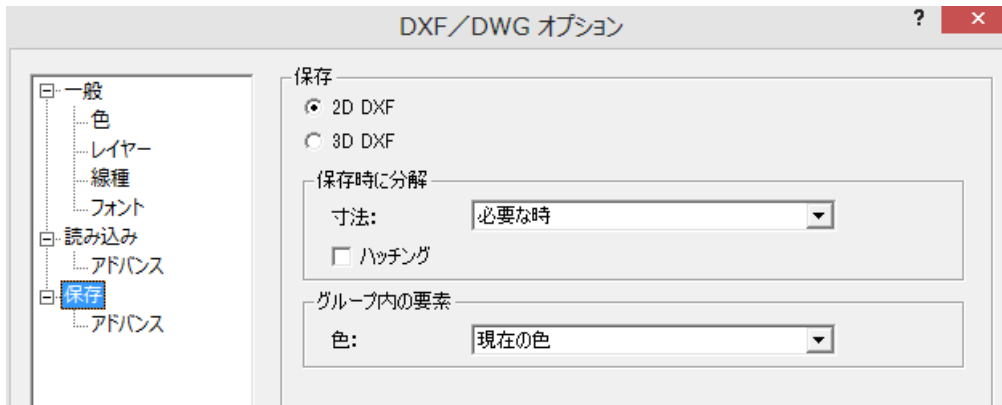 DXF／DWG オプション
?
一般
色
レイヤー
線種
フォント
読み込み
アドバンス
保存
アドバンス
保存
2D DXF
3D DXF
保存時に分解
寸法: 必要な時
ハッチング
グループ内の要素
色: 現在の色